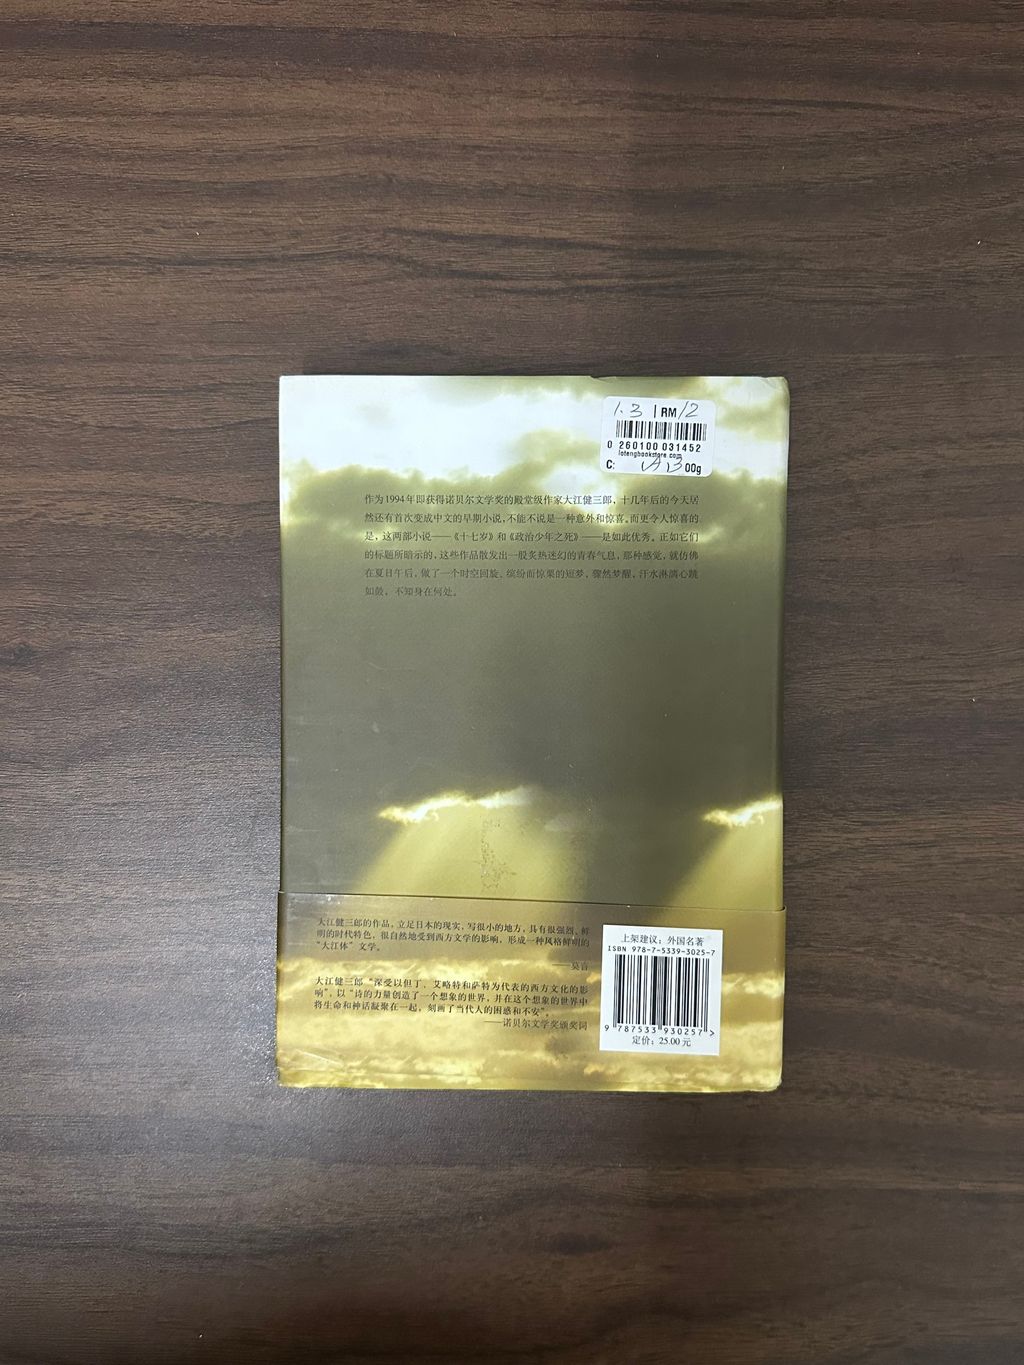 1.3 | RM 12
0 260100 031452
lotengbookstore.com
C: 00g
作为1994年即获得诺贝尔文学奖的殿堂级作家大江健三郎，十几年后的今天居
然还有首次变成中文的早期小说，不能不说是一种意外和惊喜。而更令人惊喜的
是，这两部小说——《十七岁》和《政治少年之死》——是如此优秀。正如它们
的标题所暗示的，这些作品散发出一股炙热迷幻的青春气息，那种感觉，就仿佛
在夏日午后，做了一个时空回旋、缤纷而惊栗的短梦，骤然梦醒，汗水淋漓心跳
如鼓，不知身在何处。
大江健三郎的作品，立足日本的现实，写很小的地方，具有很强烈、鲜
明的时代特色，很自然地受到西方文学的影响，形成一种风格鲜明的
“大江体”文学。
——莫言
大江健三郎“深受以但丁、艾略特和萨特为代表的西方文化的影
响”，以“诗的力量创造了一个想象的世界，并在这个想象的世界中
将生命和神话凝聚在一起，刻画了当代人的困惑和不安”。
——诺贝尔文学奖颁奖词
上架建议：外国名著
ISBN 978-7-5339-3025-7
9 787533 930257 >
定价：25.00元